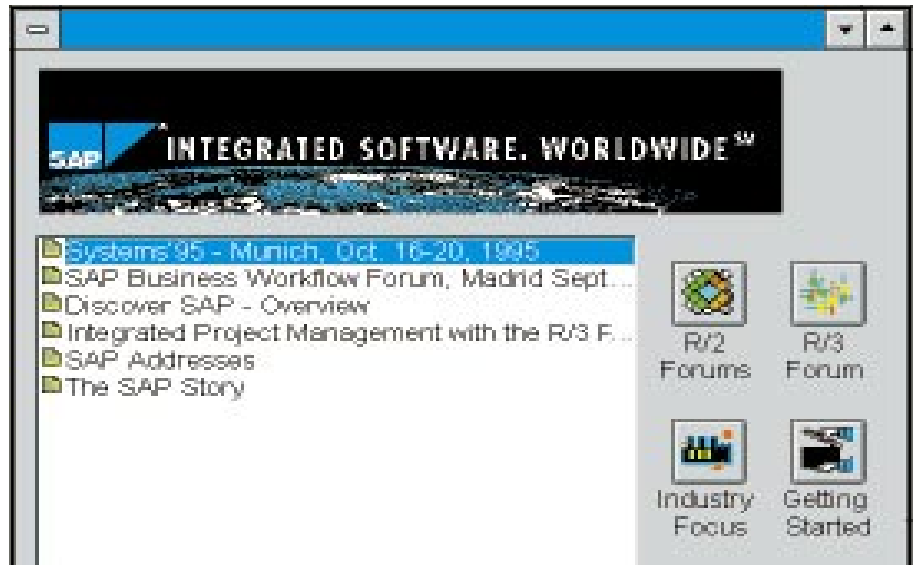 SAP INTEGRATED SOFTWARE. WORLDWIDE℠
Systems'95 - Munich, Oct. 16-20, 1995
SAP Business Workflow Forum, Madrid Sept...
Discover SAP - Overview
Integrated Project Management with the R/3 F...
SAP Addresses
The SAP Story
R/2
Forums
R/3
Forum
Industry
Focus
Getting
Started